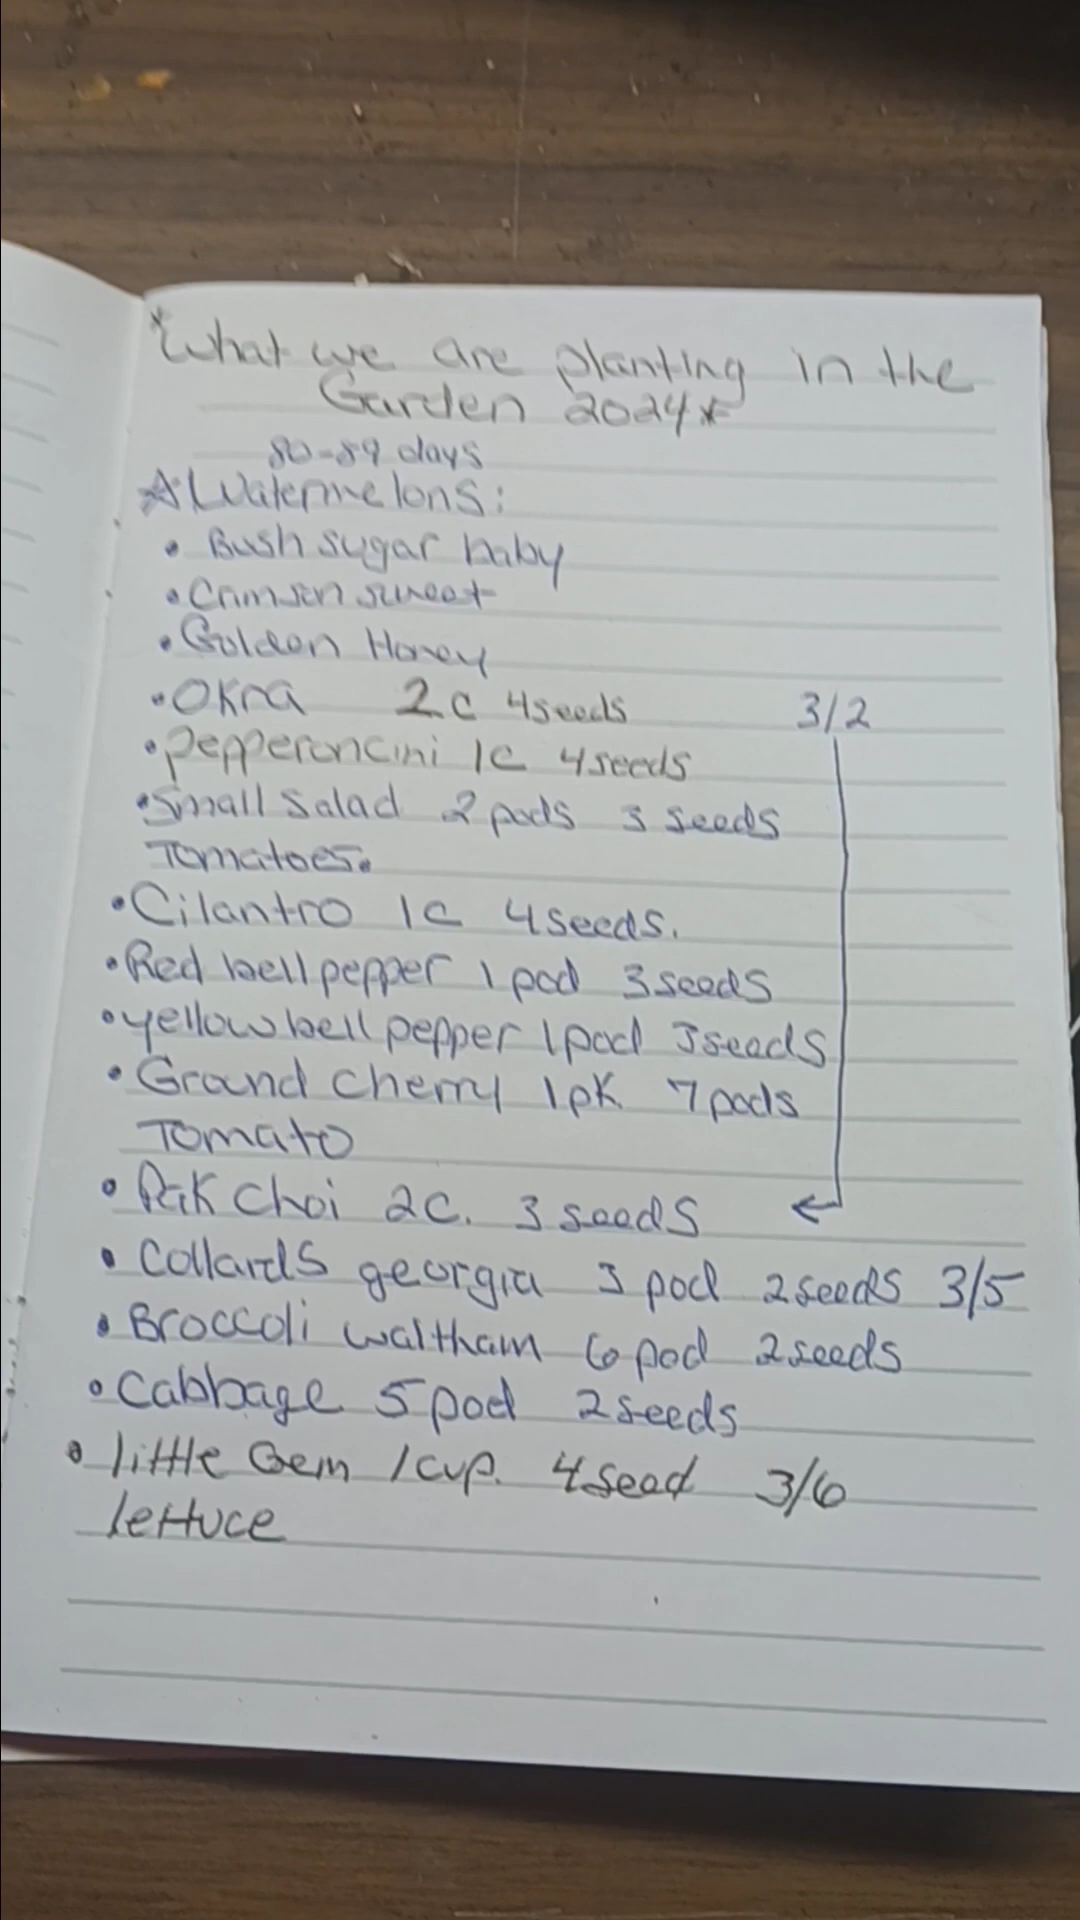 *What we are planting in the
Garden 2024*
80-89 days
☆ Watermelons:
• Bush sugar baby
• Crimson sweet
• Golden Honey
• Okra 2c 4seeds 3/2
• Pepperoncini 1c 4seeds
• Small Salad 2 pods 3 seeds
Tomatoes.
• Cilantro 1c 4seeds.
• Red bell pepper 1 pod 3seeds
• yellow bell pepper 1pod 3seeds
• Ground Cherry 1pk 7pods
Tomato
• Pak Choi 2c. 3 seeds
• Collards georgia 3 pod 2seeds 3/5
• Broccoli waltham 6 pod 2seeds
• Cabbage 5 pod 2seeds
• little Gem 1cup. 4seed 3/6
lettuce